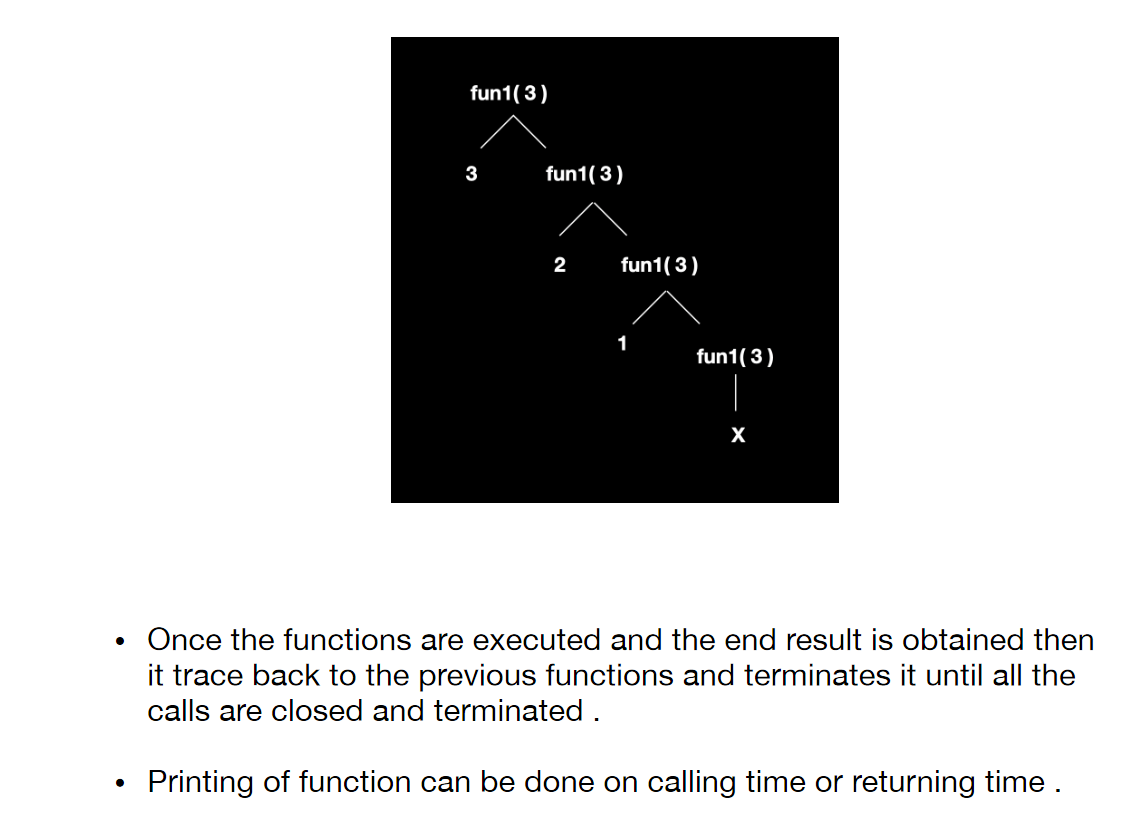 fun1( 3 )
3 fun1( 3 )
2 fun1( 3 )
1
fun1( 3 )
X
• Once the functions are executed and the end result is obtained then
it trace back to the previous functions and terminates it until all the
calls are closed and terminated .
• Printing of function can be done on calling time or returning time .